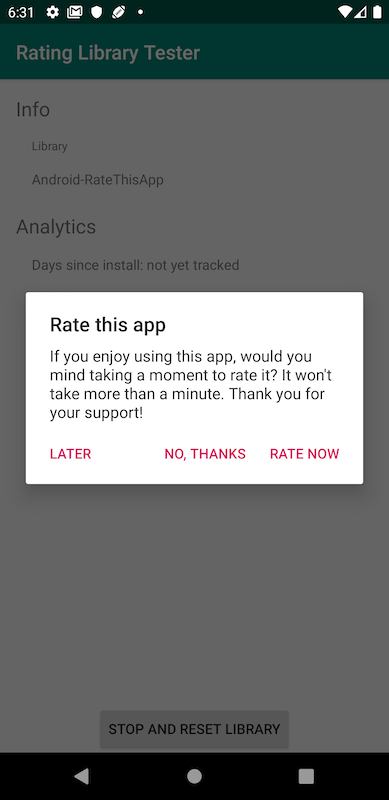 6:31
Rating Library Tester
Info
Library
Android-RateThisApp
Analytics
Days since install: not yet tracked
Rate this app
If you enjoy using this app, would you
mind taking a moment to rate it? It won't
take more than a minute. Thank you for
your support!
LATER NO, THANKS RATE NOW
STOP AND RESET LIBRARY